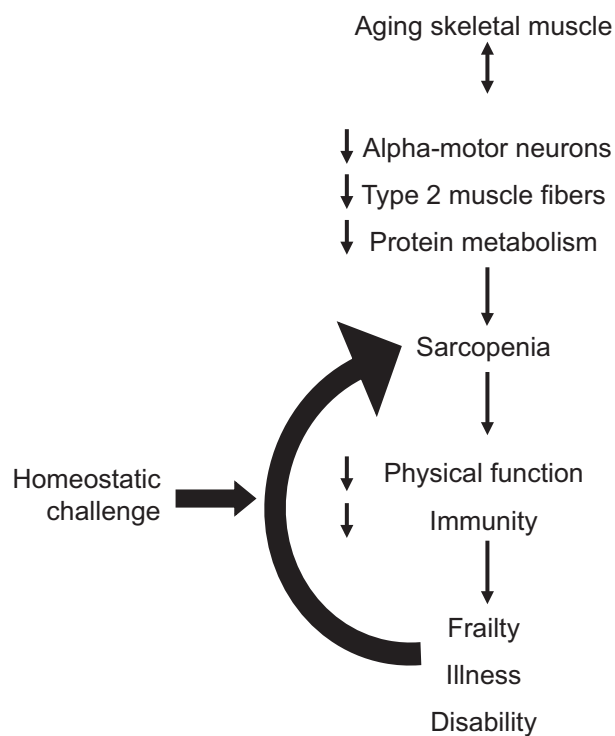 Aging skeletal muscle
Alpha-motor neurons
Type 2 muscle fibers
Protein metabolism
Sarcopenia
Homeostatic
challenge
Physical function
Immunity
Frailty
Illness
Disability